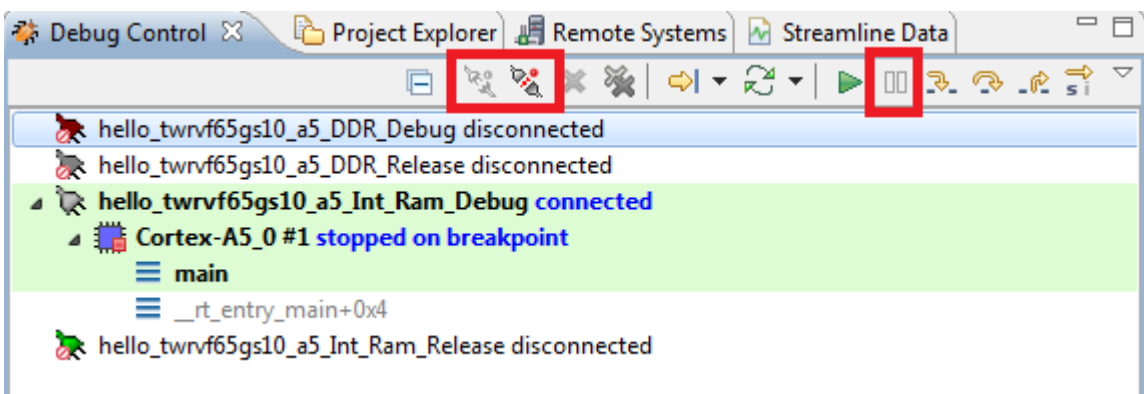 Debug Control Project Explorer Remote Systems Streamline Data
s i
hello_twrvf65gs10_a5_DDR_Debug disconnected
hello_twrvf65gs10_a5_DDR_Release disconnected
hello_twrvf65gs10_a5_Int_Ram_Debug connected
Cortex-A5_0 #1 stopped on breakpoint
main
__rt_entry_main+0x4
hello_twrvf65gs10_a5_Int_Ram_Release disconnected